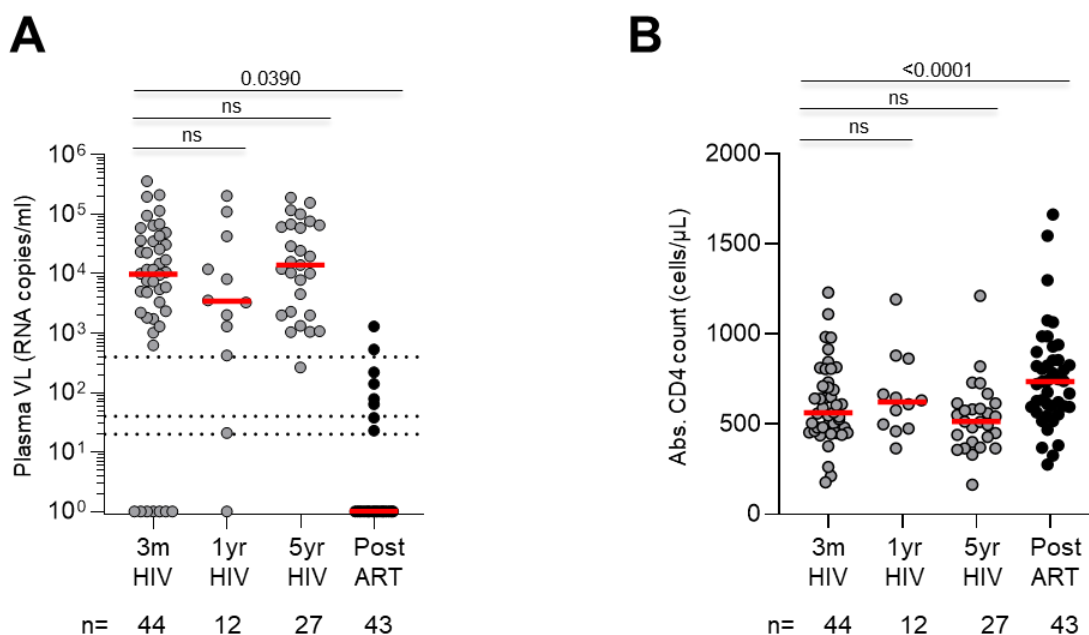 A
0.0390
ns
ns
10^6
10^5
10^4
10^3
10^2
10^1
10^0
Plasma VL (RNA copies/ml)
3m HIV
1yr HIV
5yr HIV
Post ART
n= 44 12 27 43
B
<0.0001
ns
ns
2000
1500
1000
500
0
Abs. CD4 count (cells/µL)
3m HIV
1yr HIV
5yr HIV
Post ART
n= 44 12 27 43